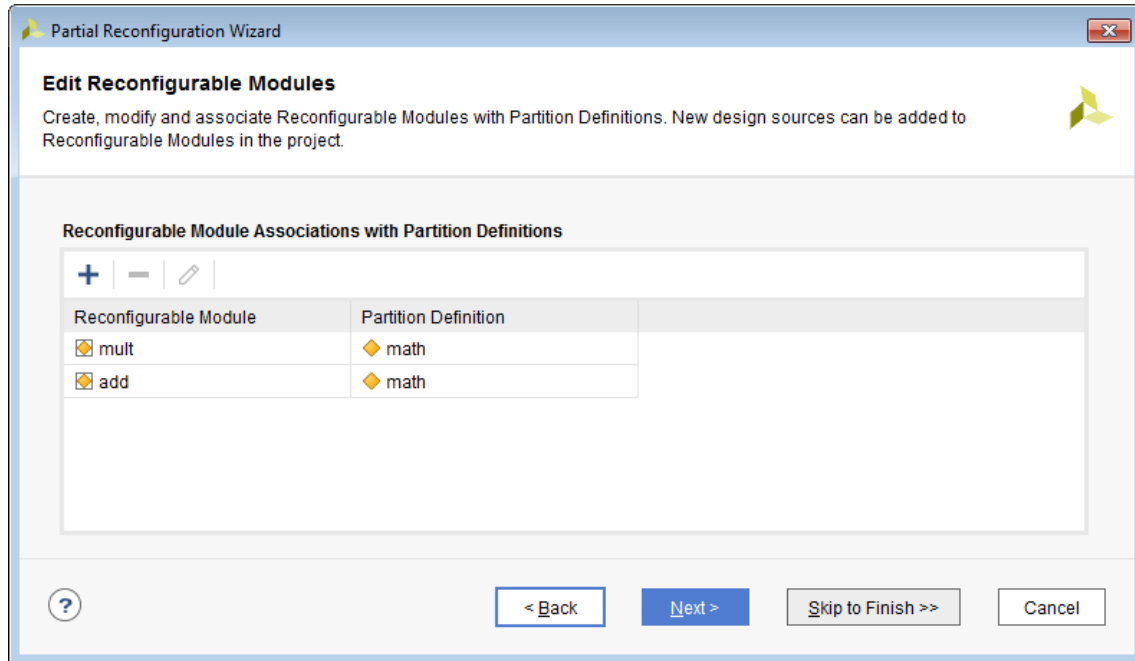 Partial Reconfiguration Wizard
Edit Reconfigurable Modules
Create, modify and associate Reconfigurable Modules with Partition Definitions. New design sources can be added to
Reconfigurable Modules in the project.
Reconfigurable Module Associations with Partition Definitions
Reconfigurable Module Partition Definition
mult math
add math
? < Back Next > Skip to Finish >> Cancel